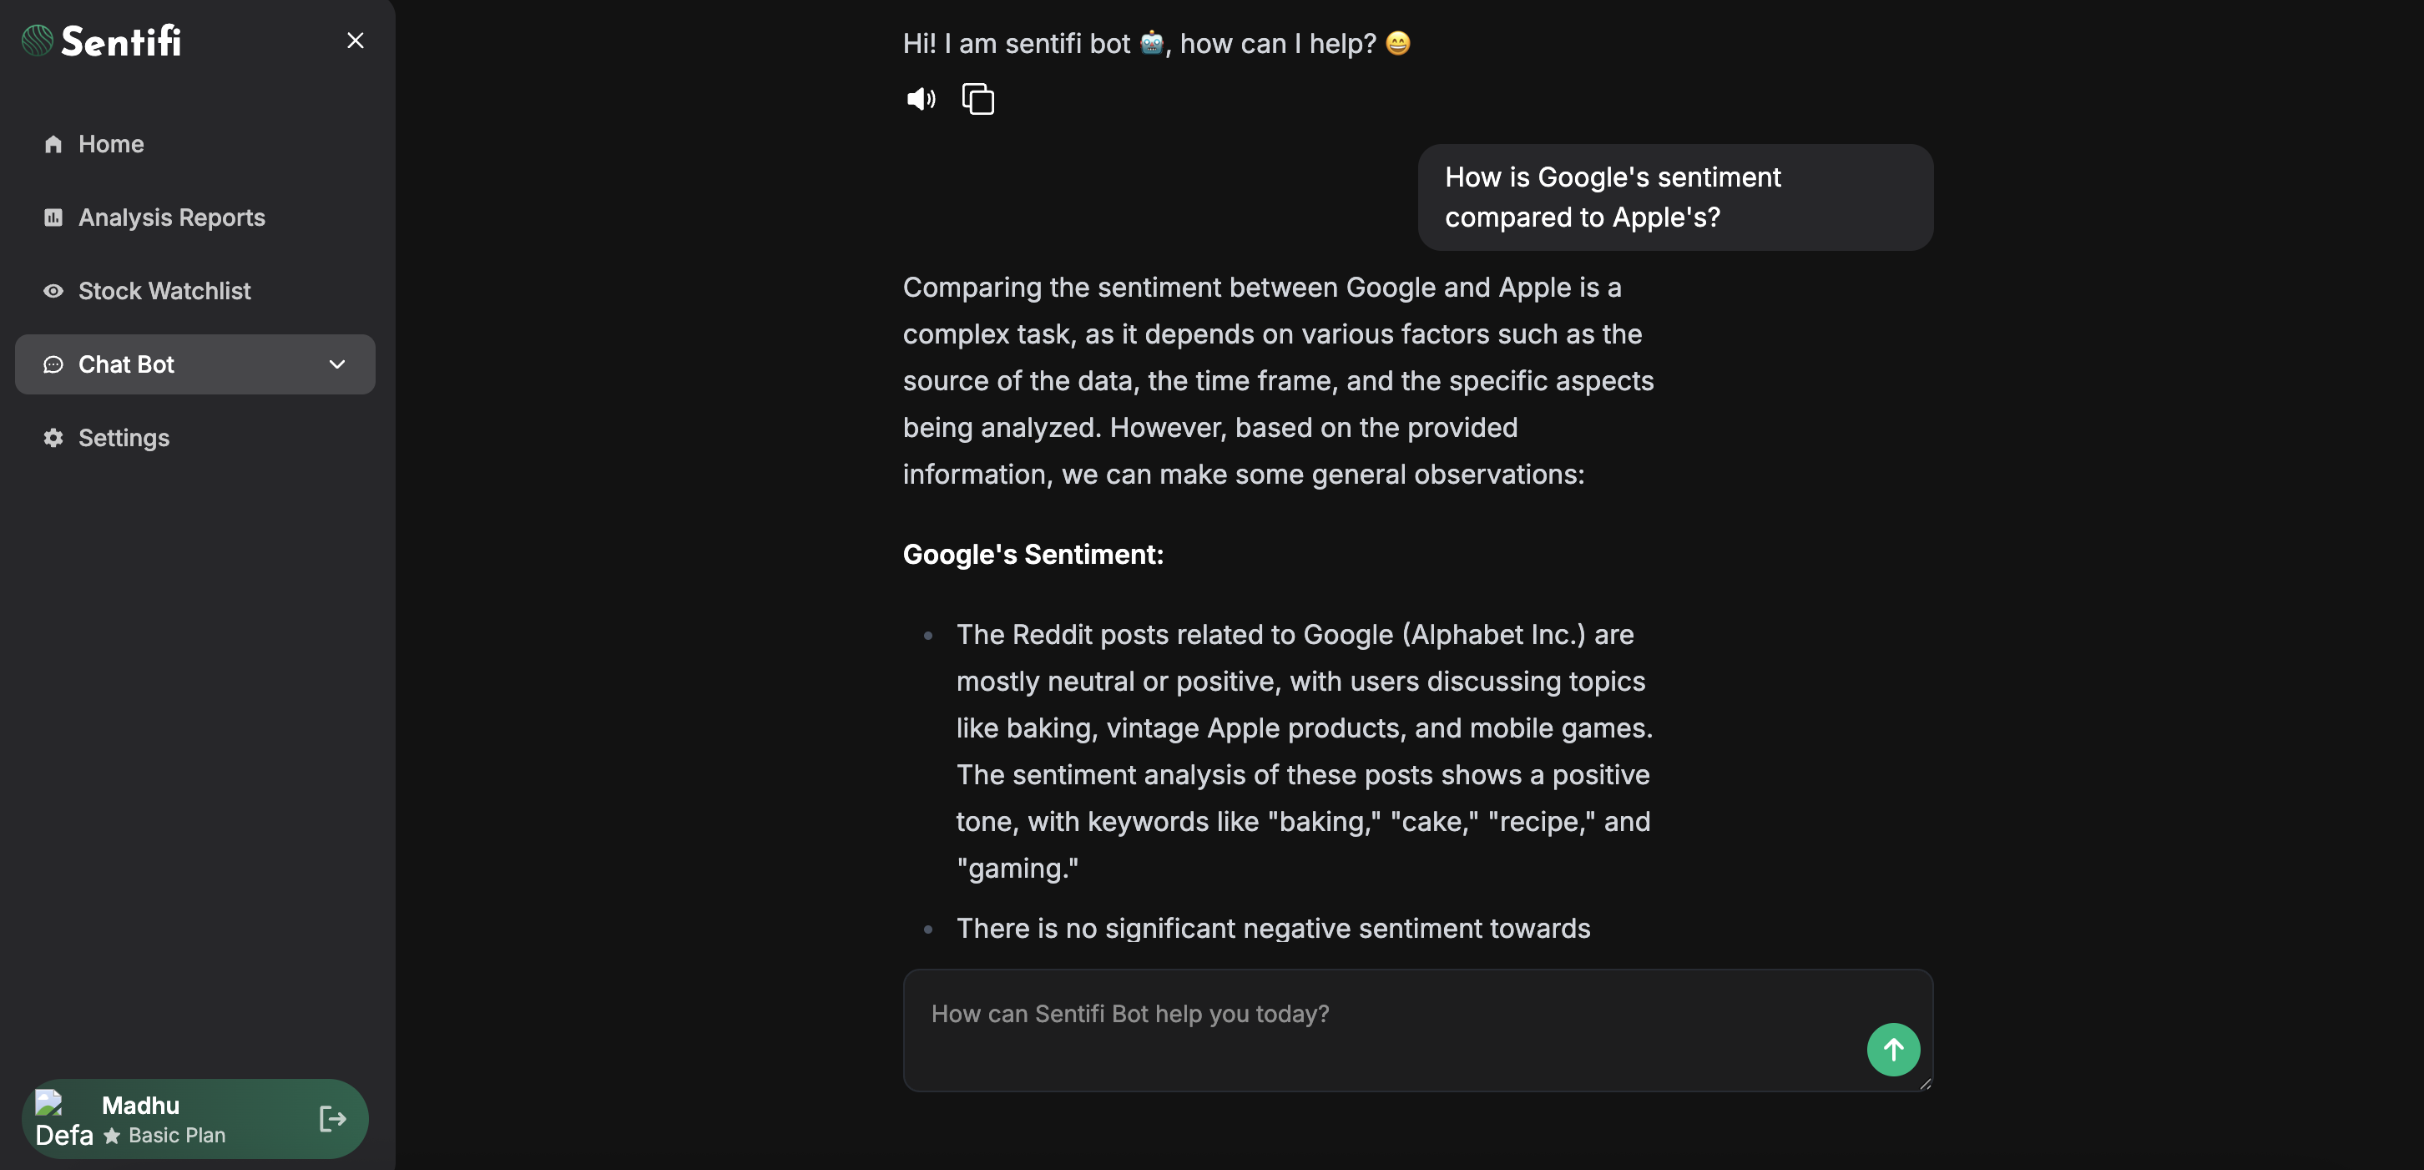 Sentifi
Home
Analysis Reports
Stock Watchlist
Chat Bot
Settings
Madhu
Defa
Basic Plan
Hi! I am sentifi bot 🤖, how can I help? 😄
How is Google's sentiment
compared to Apple's?
Comparing the sentiment between Google and Apple is a
complex task, as it depends on various factors such as the
source of the data, the time frame, and the specific aspects
being analyzed. However, based on the provided
information, we can make some general observations:
Google's Sentiment:
The Reddit posts related to Google (Alphabet Inc.) are
mostly neutral or positive, with users discussing topics
like baking, vintage Apple products, and mobile games.
The sentiment analysis of these posts shows a positive
tone, with keywords like "baking," "cake," "recipe," and
"gaming."
There is no significant negative sentiment towards
How can Sentifi Bot help you today?